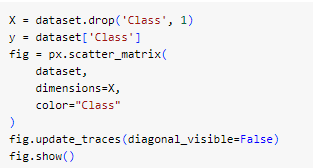 X = dataset.drop('Class', 1)
y = dataset['Class']
fig = px.scatter_matrix(
dataset,
dimensions=X,
color="Class"
)
fig.update_traces(diagonal_visible=False)
fig.show()